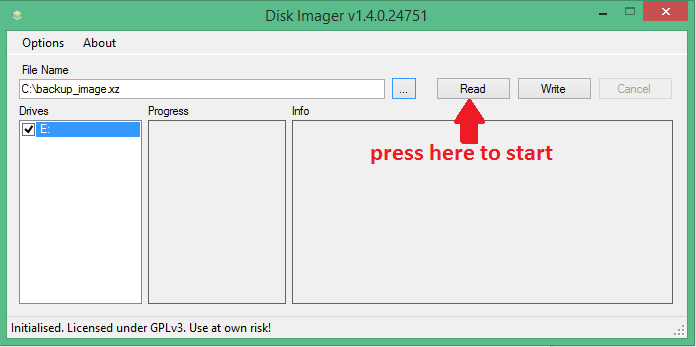 Disk Imager v1.4.0.24751
Options About
File Name
C:\backup_image.xz ... Read Write Cancel
Drives Progress Info
E:
press here to start
Initialised. Licensed under GPLv3. Use at own risk!